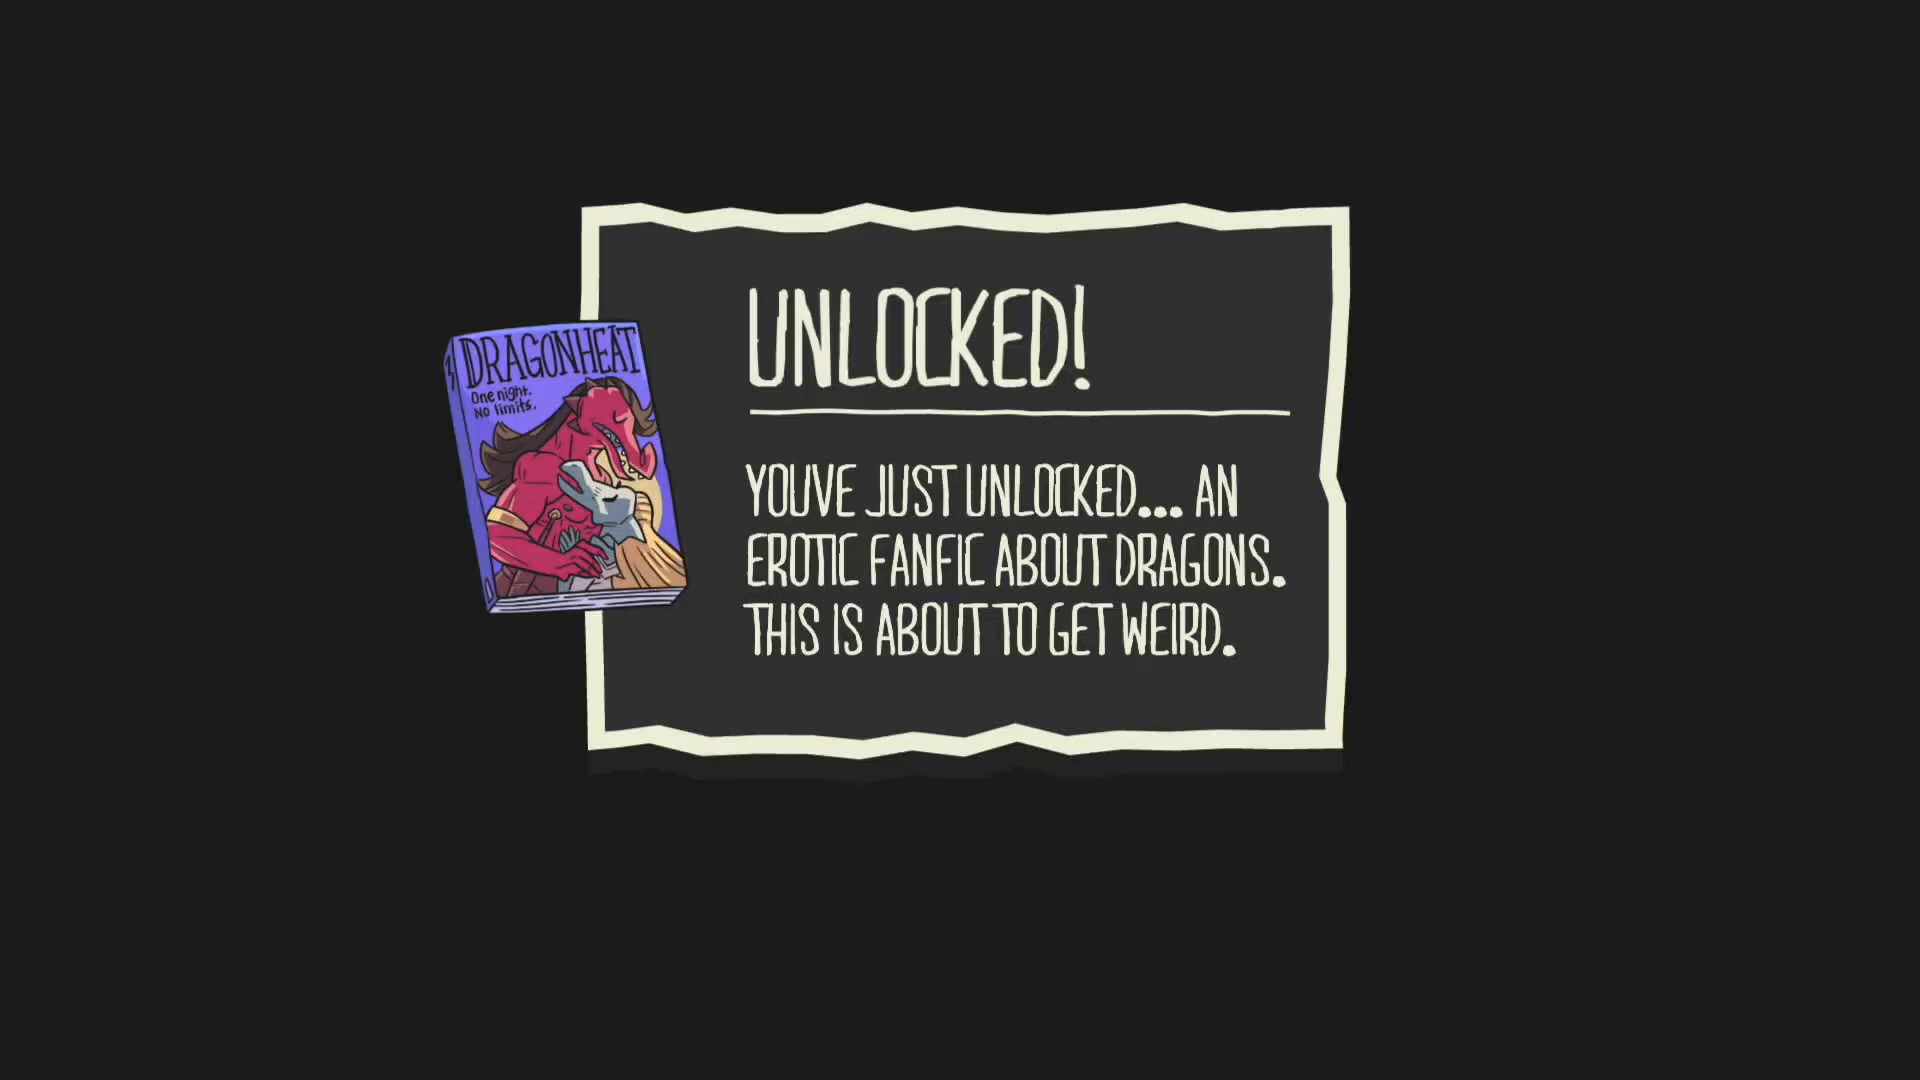 DRAGONHEAT
One night.
No limits.
UNLOCKED!
YOUVE JUST UNLOCKED... AN
EROTIC FANFIC ABOUT DRAGONS.
THIS IS ABOUT TO GET WEIRD.